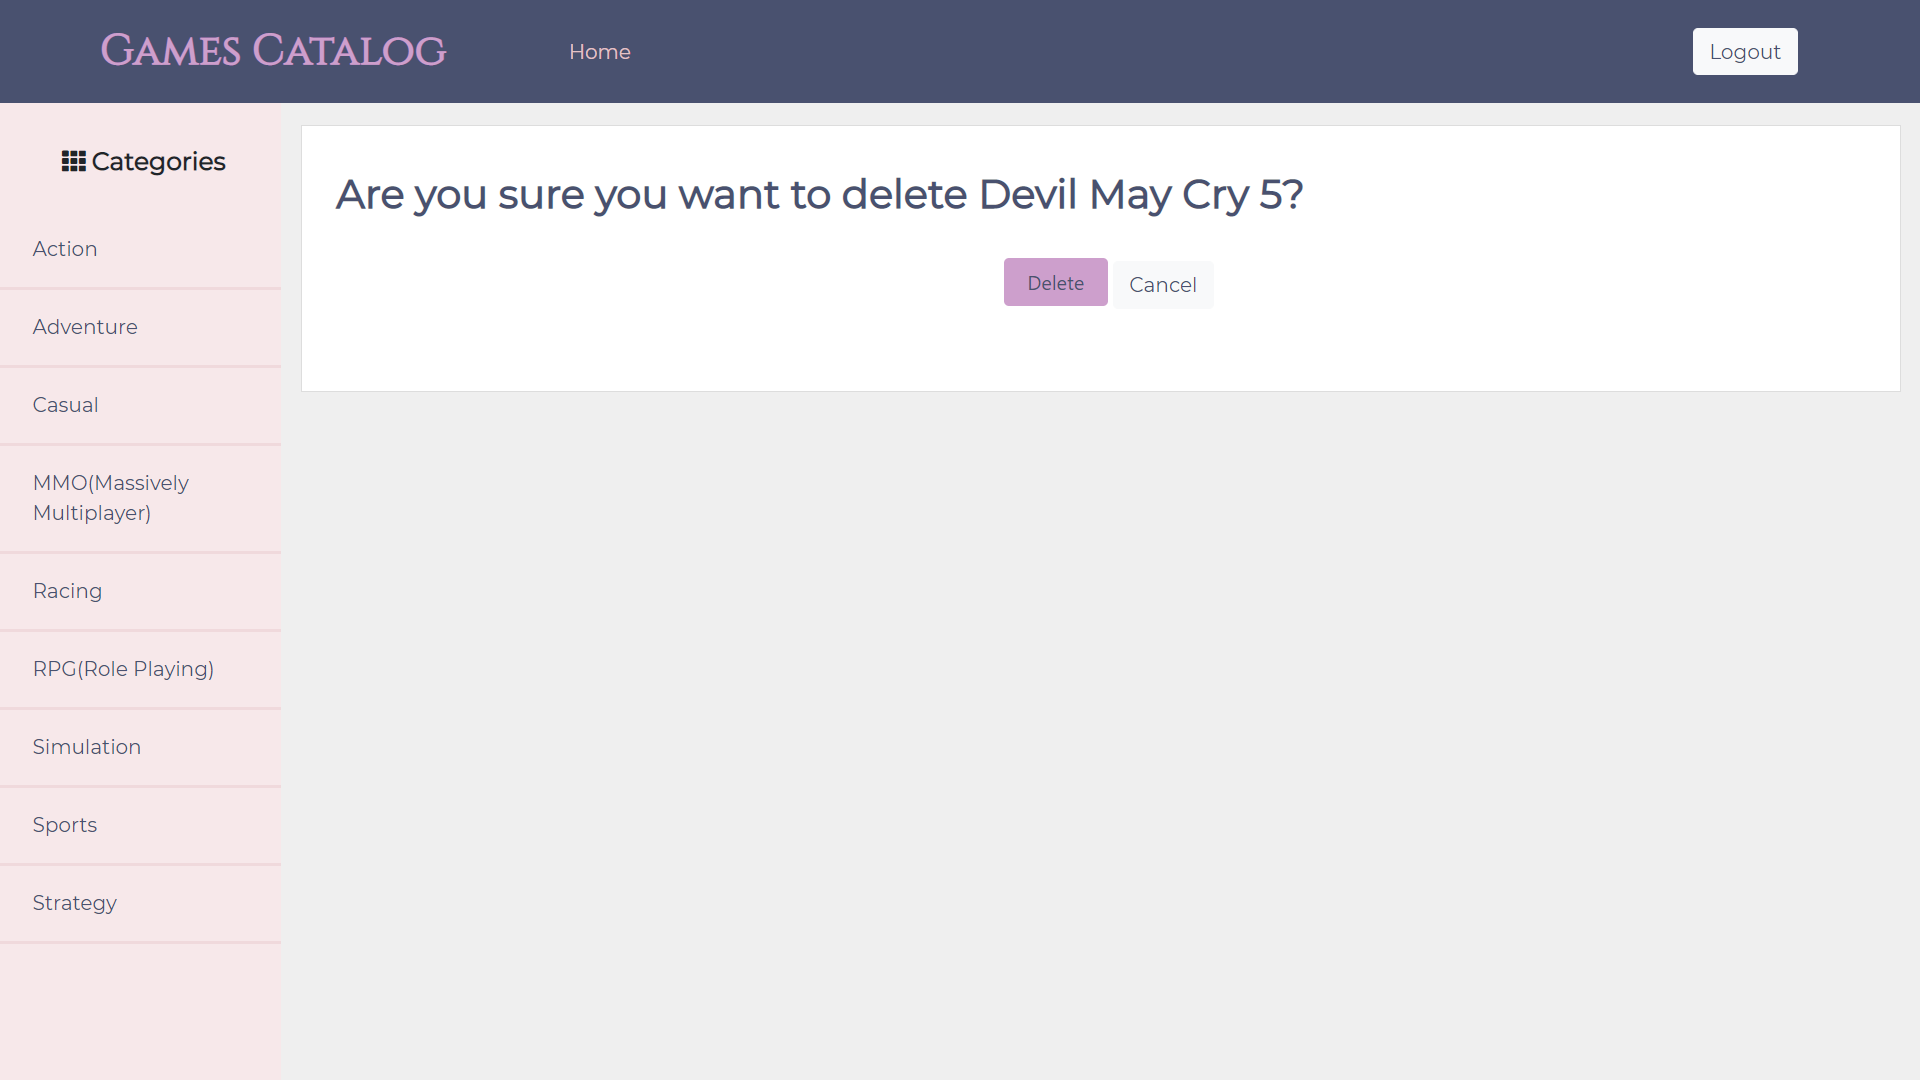 Games Catalog
Home
Logout
Categories
Action
Adventure
Casual
MMO(Massively
Multiplayer)
Racing
RPG(Role Playing)
Simulation
Sports
Strategy
Are you sure you want to delete Devil May Cry 5?
Delete
Cancel